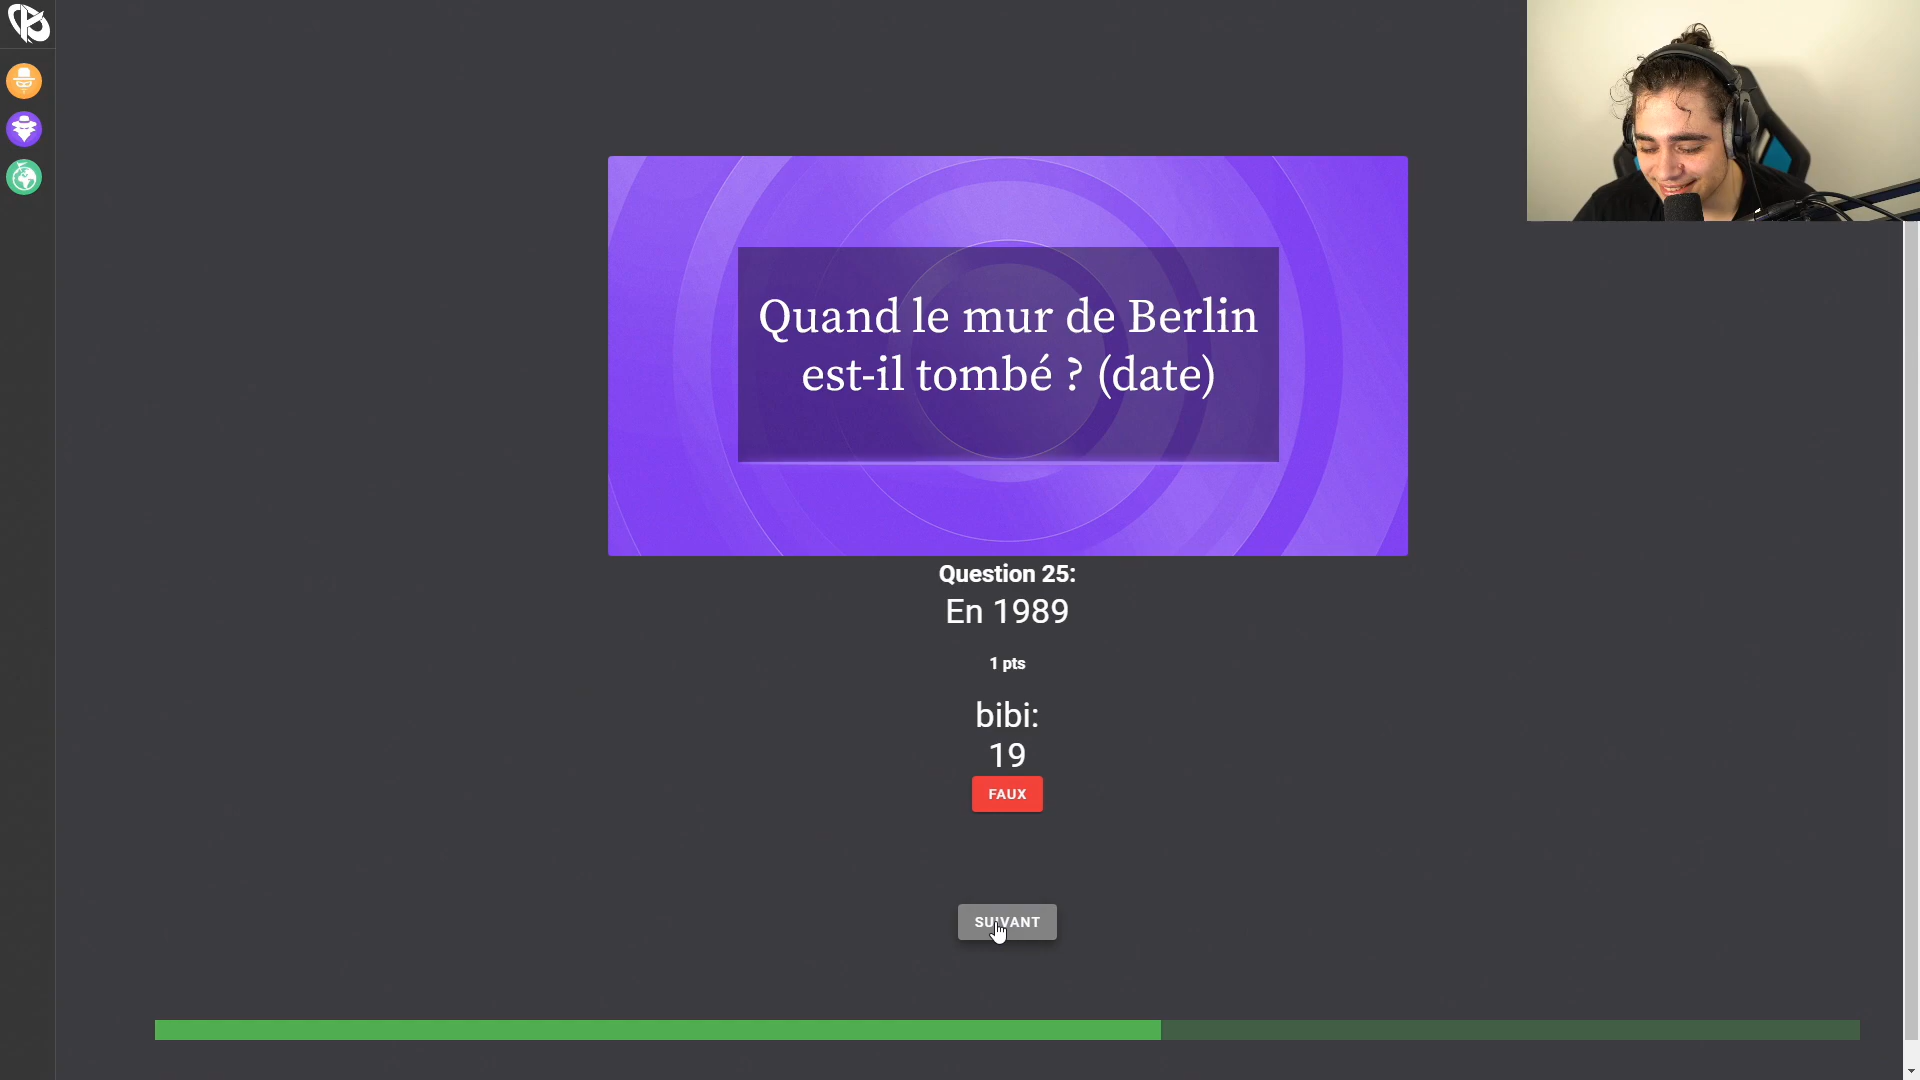 Quand le mur de Berlin
est-il tombé ? (date)
Question 25:
En 1989
1 pts
bibi:
19
FAUX
SUIVANT